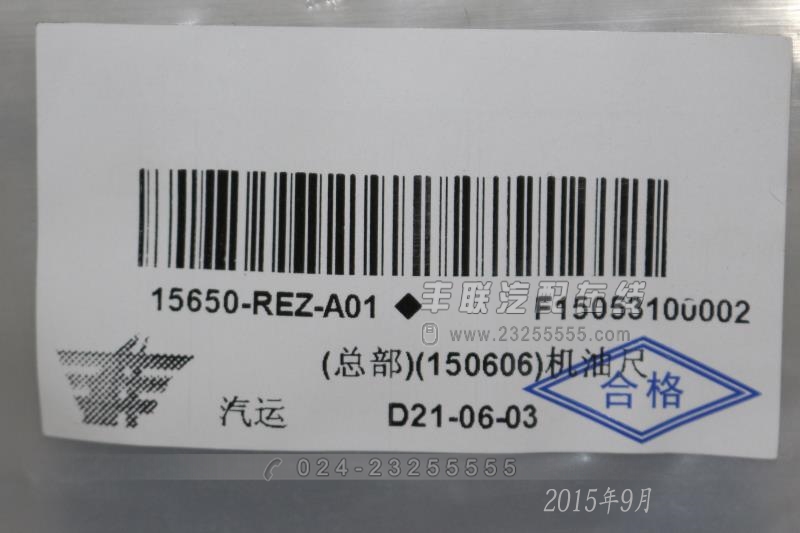 15650-REZ-A01 ◆ F15053100002
丰联汽配在线
www.23255555.com
(总部)(150606)机油尺
合格
汽运 D21-06-03
024-23255555
2015年9月